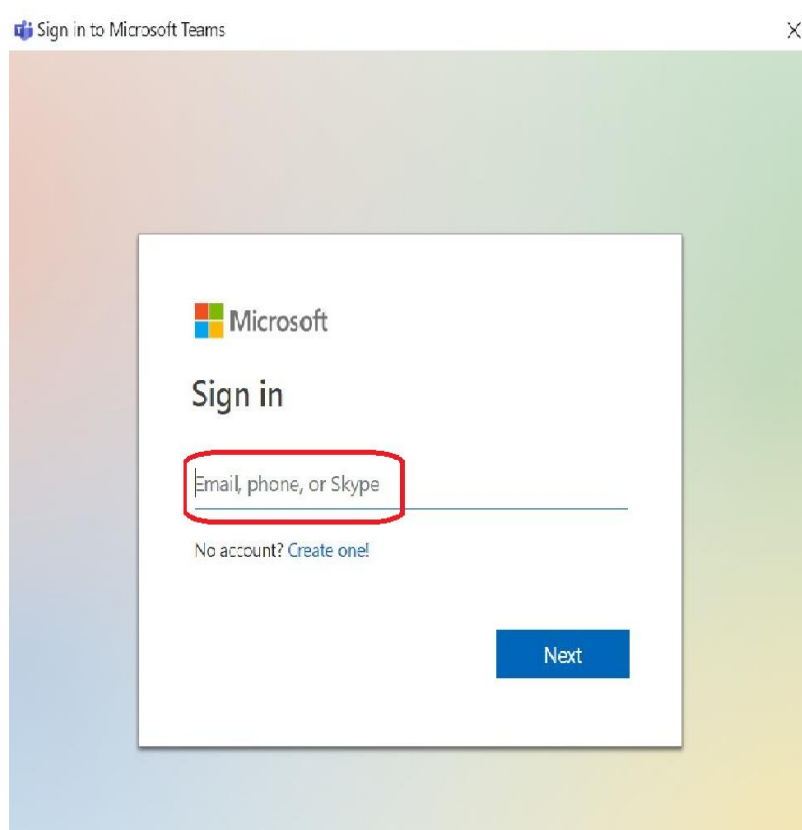 Sign in to Microsoft Teams
Microsoft
Sign in
Email, phone, or Skype
No account? Create one!
Next